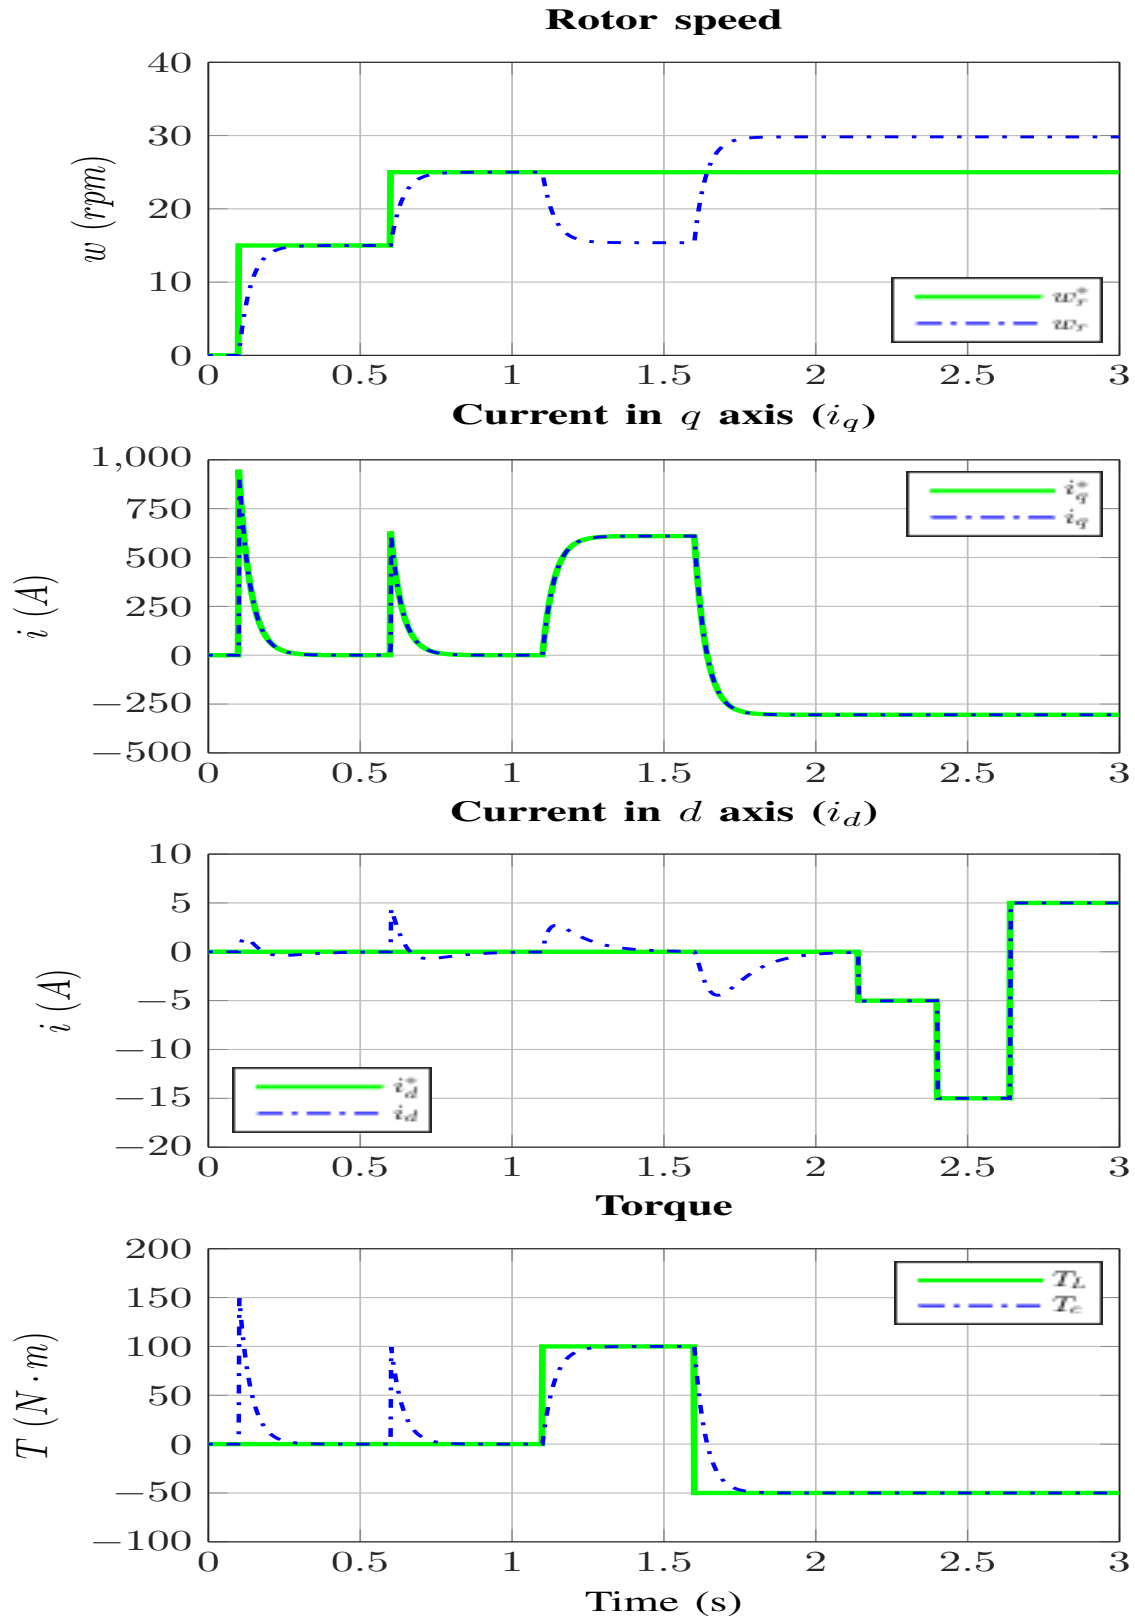 Rotor speed
40
30
20
10
0
w (rpm)
w_r^*
w_r
0 0.5 1 1.5 2 2.5 3
Current in q axis (i_q)
1,000
750
500
250
0
−250
−500
i (A)
i_q^*
i_q
0 0.5 1 1.5 2 2.5 3
Current in d axis (i_d)
10
5
0
−5
−10
−15
−20
i (A)
i_d^*
i_d
0 0.5 1 1.5 2 2.5 3
Torque
200
150
100
50
0
−50
−100
T (N · m)
T_L
T_e
0 0.5 1 1.5 2 2.5 3
Time (s)